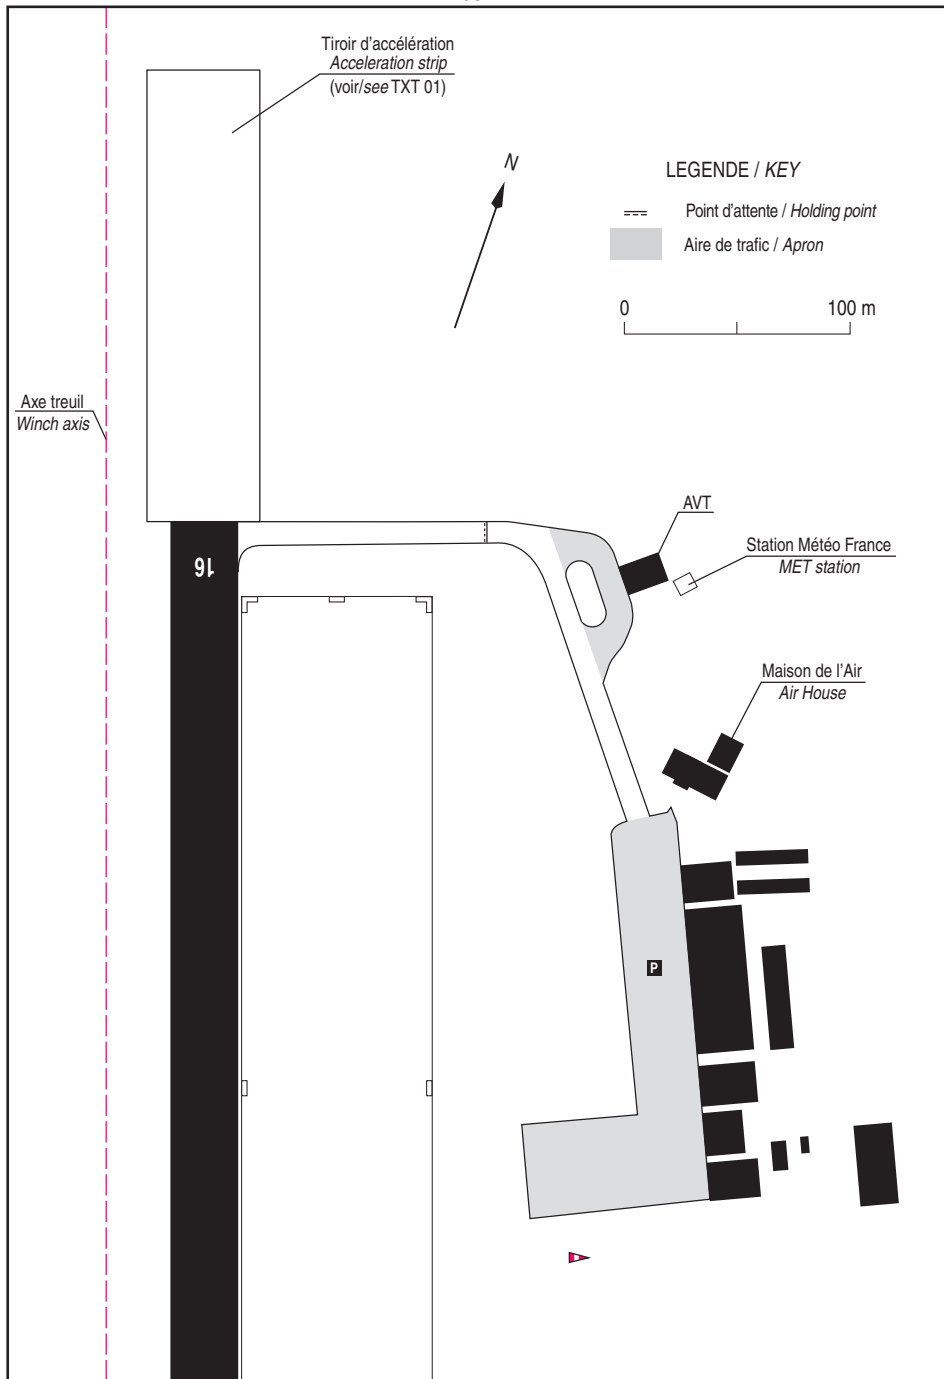 Tiroir d'accélération
Acceleration strip
(voir/see TXT 01)
N
LEGENDE / KEY
Point d'attente / Holding point
Aire de trafic / Apron
0 100 m
Axe treuil
Winch axis
AVT
16
Station Météo France
MET station
Maison de l'Air
Air House
P